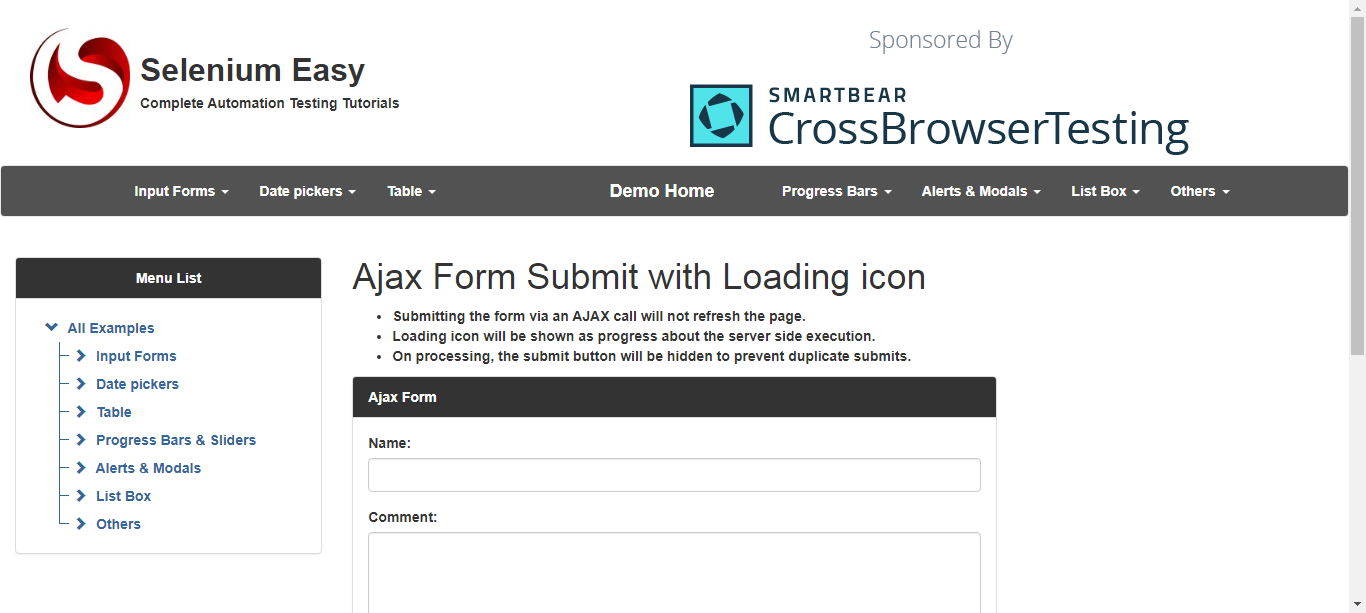 Selenium Easy
Complete Automation Testing Tutorials
Sponsored By
SMARTBEAR
CrossBrowserTesting
Input Forms Date pickers Table Demo Home Progress Bars Alerts & Modals List Box Others
Menu List
All Examples
Input Forms
Date pickers
Table
Progress Bars & Sliders
Alerts & Modals
List Box
Others
Ajax Form Submit with Loading icon
• Submitting the form via an AJAX call will not refresh the page.
• Loading icon will be shown as progress about the server side execution.
• On processing, the submit button will be hidden to prevent duplicate submits.
Ajax Form
Name:
Comment: